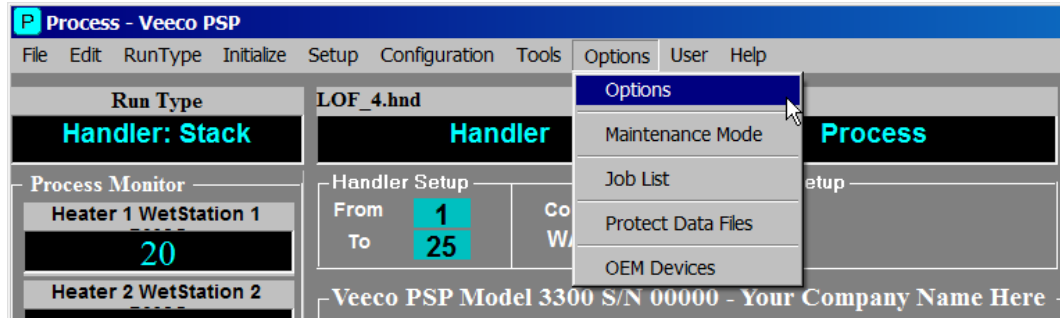 P Process - Veeco PSP
File Edit RunType Initialize Setup Configuration Tools Options User Help
Run Type
LOF_4.hnd
Handler: Stack
Handler
Process
Options
Maintenance Mode
Job List
Protect Data Files
OEM Devices
Process Monitor
Handler Setup
Heater 1 WetStation 1
From 1
To 25
20
Heater 2 WetStation 2
Veeco PSP Model 3300 S/N 00000 - Your Company Name Here